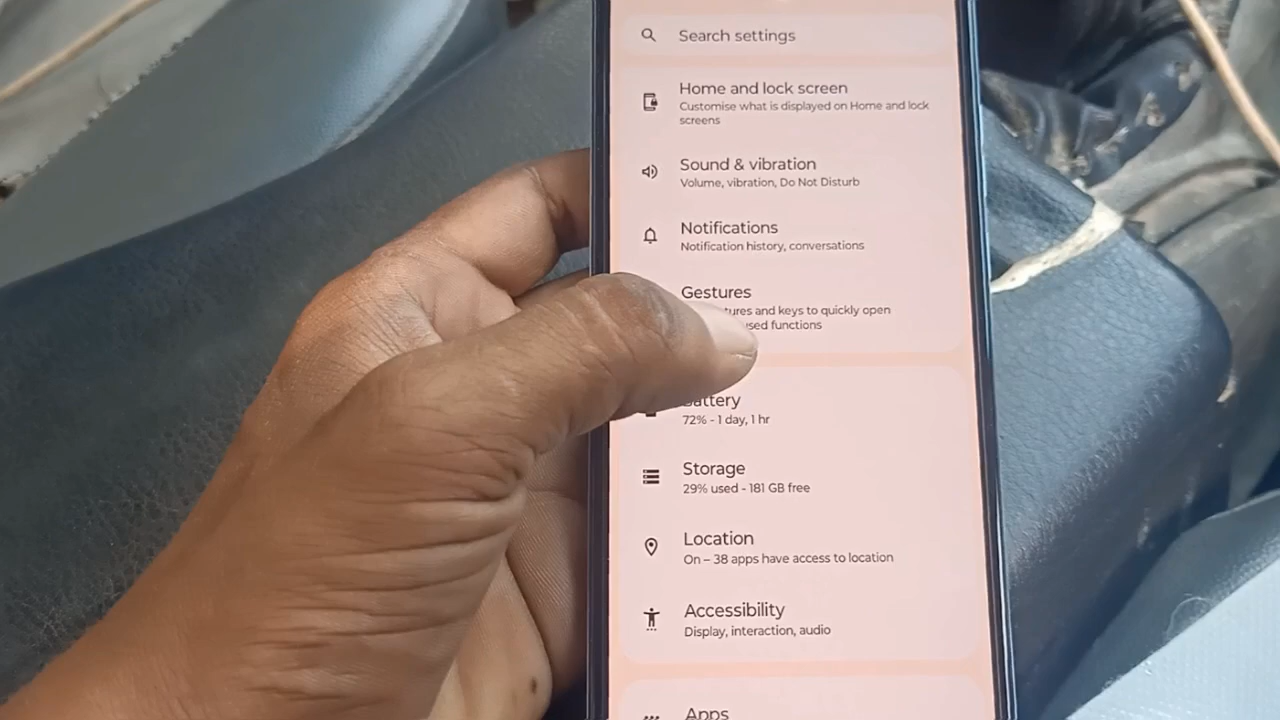 Search settings
Home and lock screen
Customise what is displayed on Home and lock
screens
Sound & vibration
Volume, vibration, Do Not Disturb
Notifications
Notification history, conversations
Gestures
and keys to quickly open
functions
Battery
72% - 1 day, 1 hr
Storage
29% used - 181 GB free
Location
On – 38 apps have access to location
Accessibility
Display, interaction, audio
Apps